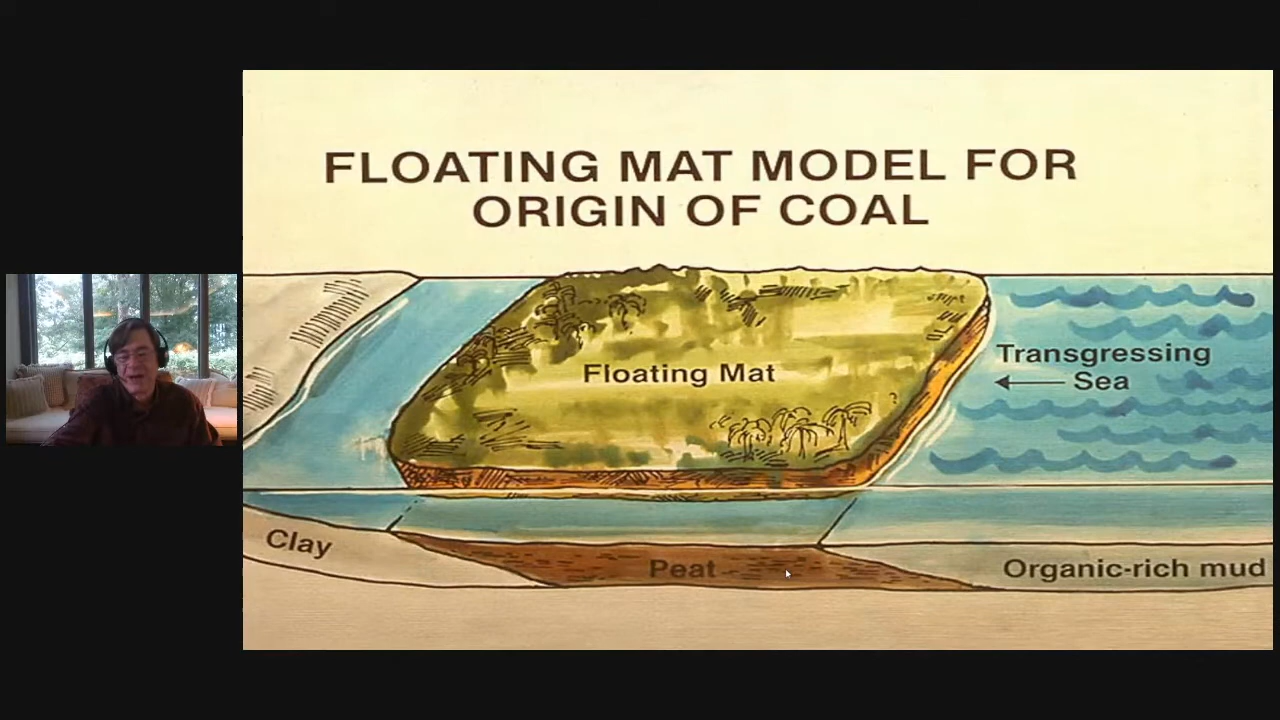 FLOATING MAT MODEL FOR
ORIGIN OF COAL
Transgressing
Sea
Floating Mat
Clay
Peat
Organic-rich mud